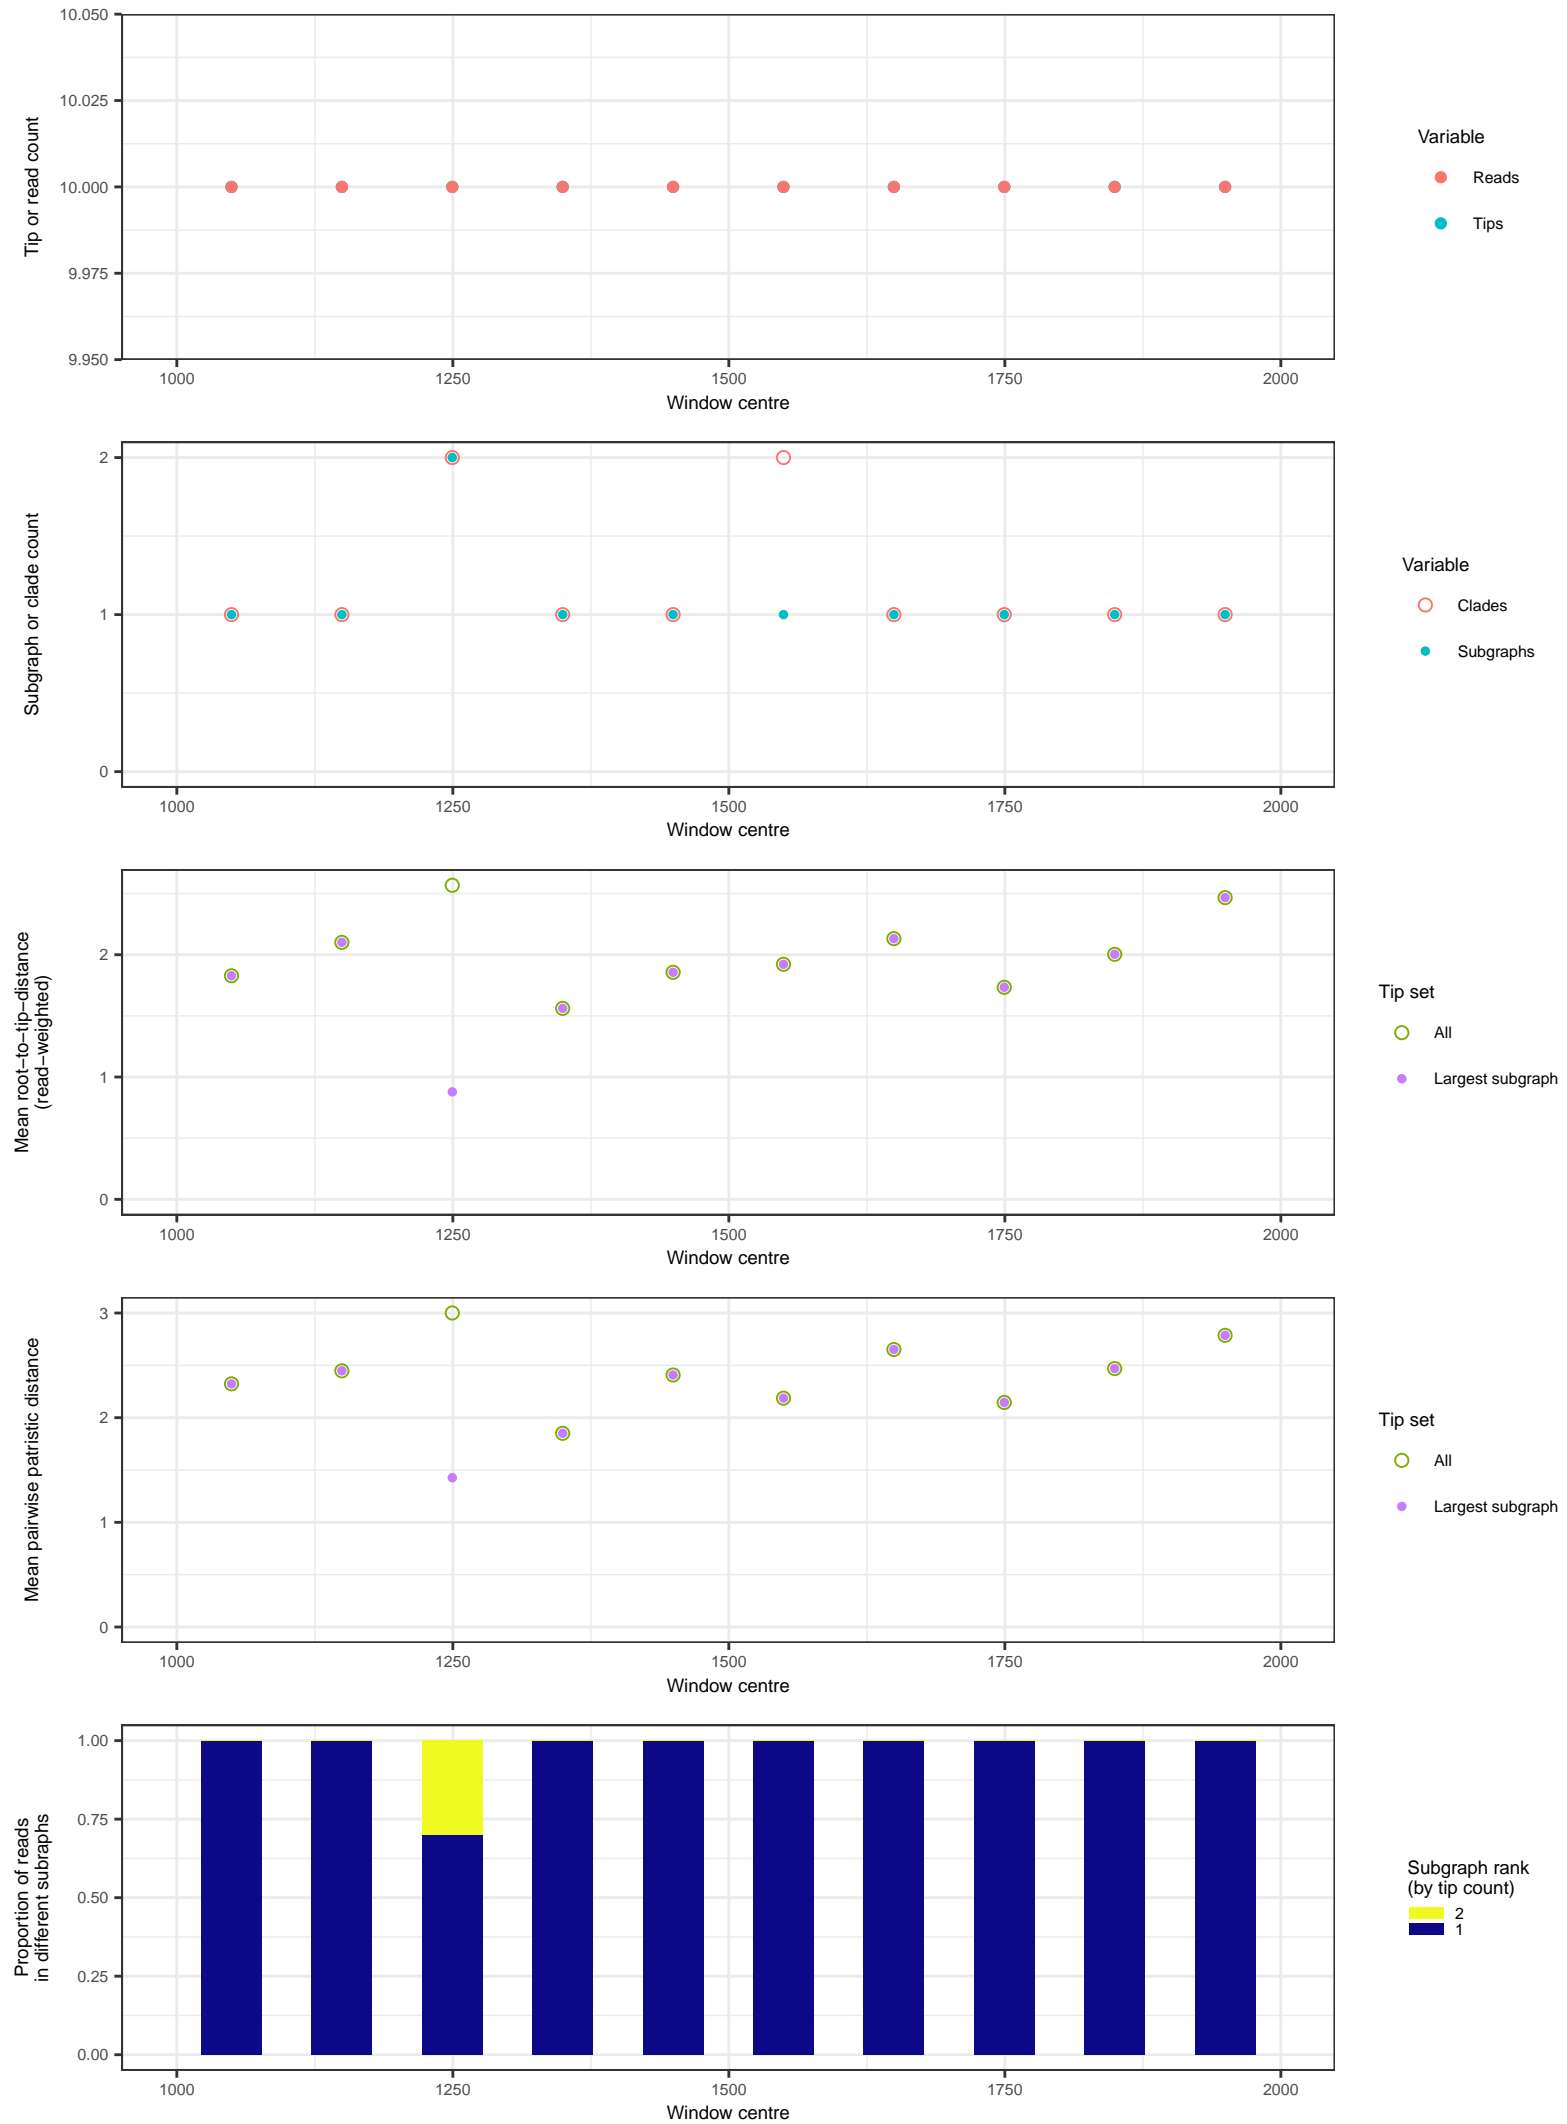 10.050
10.025
10.000
9.975
9.950
Tip or read count
1000 1250 1500 1750 2000
Window centre
Variable
Reads
Tips
2
1
0
Subgraph or clade count
1000 1250 1500 1750 2000
Window centre
Variable
Clades
Subgraphs
2
1
0
Mean root−to−tip−distance
(read−weighted)
1000 1250 1500 1750 2000
Window centre
Tip set
All
Largest subgraph
3
2
1
0
Mean pairwise patristic distance
1000 1250 1500 1750 2000
Window centre
Tip set
All
Largest subgraph
1.00
0.75
0.50
0.25
0.00
Proportion of reads
in different subraphs
1000 1250 1500 1750 2000
Window centre
Subgraph rank
(by tip count)
2
1